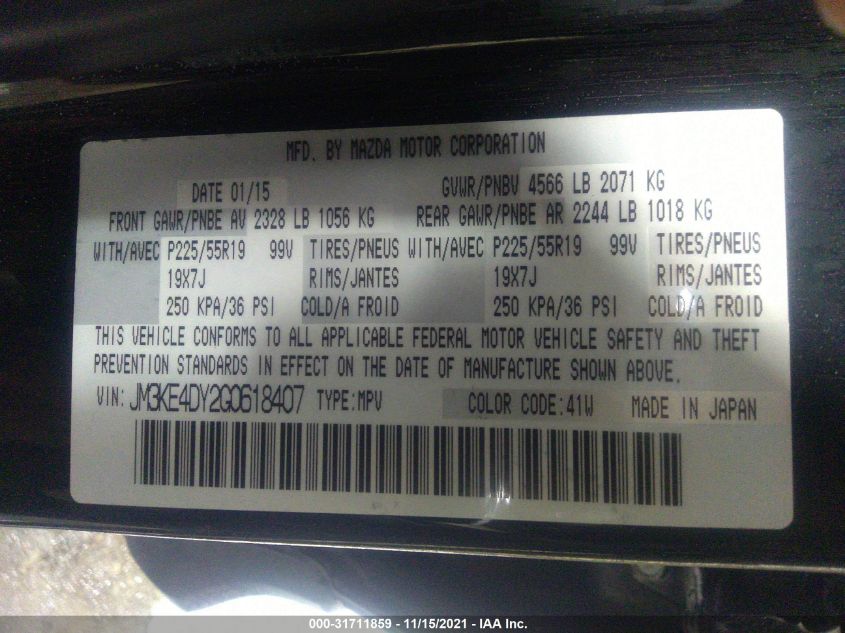 MFD. BY MAZDA MOTOR CORPORATION
DATE 01/15 GVWR/PNBV 4566 LB 2071 KG
FRONT GAWR/PNBE AV 2328 LB 1056 KG REAR GAWR/PNBE AR 2244 LB 1018 KG
WITH/AVEC P225/55R19 99V TIRES/PNEUS WITH/AVEC P225/55R19 99V TIRES/PNEUS
19X7J RIMS/JANTES 19X7J RIMS/JANTES
250 KPA/36 PSI COLD/A FROID 250 KPA/36 PSI COLD/A FROID
THIS VEHICLE CONFORMS TO ALL APPLICABLE FEDERAL MOTOR VEHICLE SAFETY AND THEFT
PREVENTION STANDARDS IN EFFECT ON THE DATE OF MANUFACTURE SHOWN ABOVE.
VIN: JM3KE4DY2G0618407 TYPE:MPV COLOR CODE:41W MADE IN JAPAN
000-31711859 - 11/15/2021 - IAA Inc.